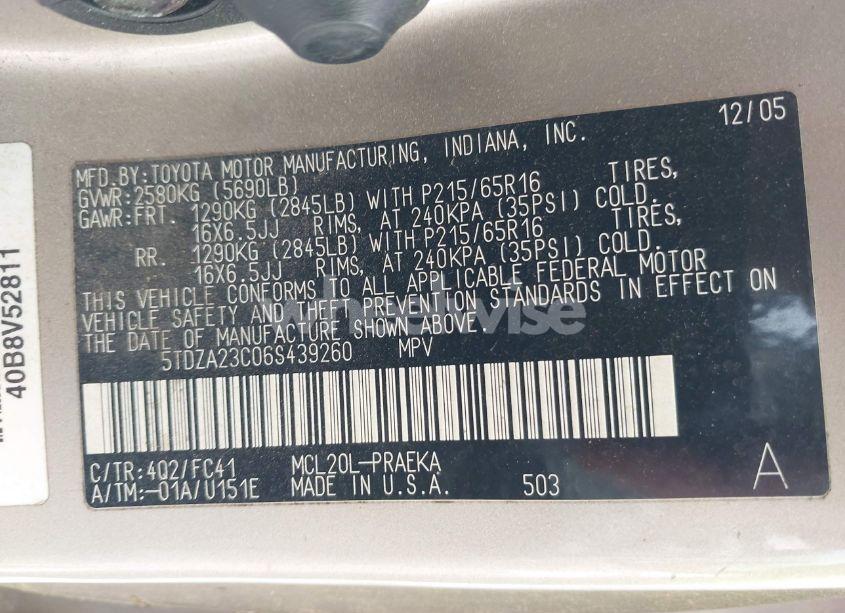 12/05
MFD.BY:TOYOTA MOTOR MANUFACTURING, INDIANA, INC.
GVWR:2580KG (5690LB)
GAWR:FRT. 1290KG (2845LB) WITH P215/65R16 TIRES,
16X6.5JJ RIMS, AT 240KPA (35PSI) COLD.
RR. 1290KG (2845LB) WITH P215/65R16 TIRES,
16X6.5JJ RIMS, AT 240KPA (35PSI) COLD.
THIS VEHICLE CONFORMS TO ALL APPLICABLE FEDERAL MOTOR
VEHICLE SAFETY AND THEFT PREVENTION STANDARDS IN EFFECT ON
THE DATE OF MANUFACTURE SHOWN ABOVE.
5TDZA23C06S439260 MPV
C/TR:4Q2/FC41 MCL20L-PRAEKA
A/TM:-01A/U151E MADE IN U.S.A. 503 A
40B8V52811
wheelwise